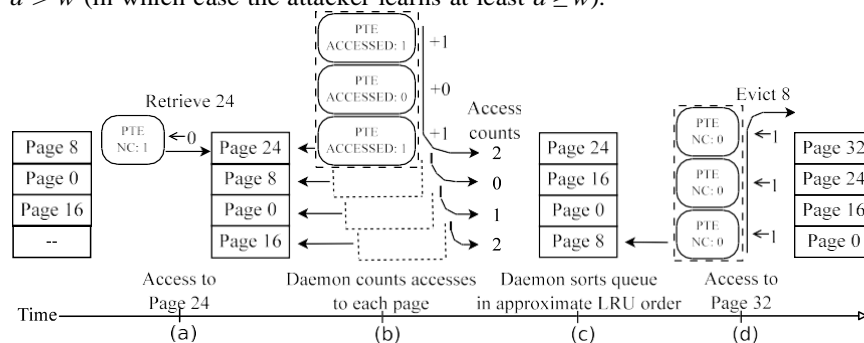 a > w (in which case the attacker learns at least a ≥ w).
Retrieve 24
PTE
NC: 1
0
Page 8
Page 0
Page 16
--
Page 24
Page 8
Page 0
Page 16
PTE
ACCESSED: 1
+1
PTE
ACCESSED: 0
+0
PTE
ACCESSED: 1
+1
Access
counts
2
0
1
2
Page 24
Page 16
Page 0
Page 8
Evict 8
PTE
NC: 0
1
PTE
NC: 0
1
PTE
NC: 0
1
Page 32
Page 24
Page 16
Page 0
Access to
Page 24
Daemon counts accesses
to each page
Daemon sorts queue
in approximate LRU order
Access to
Page 32
Time
(a)
(b)
(c)
(d)